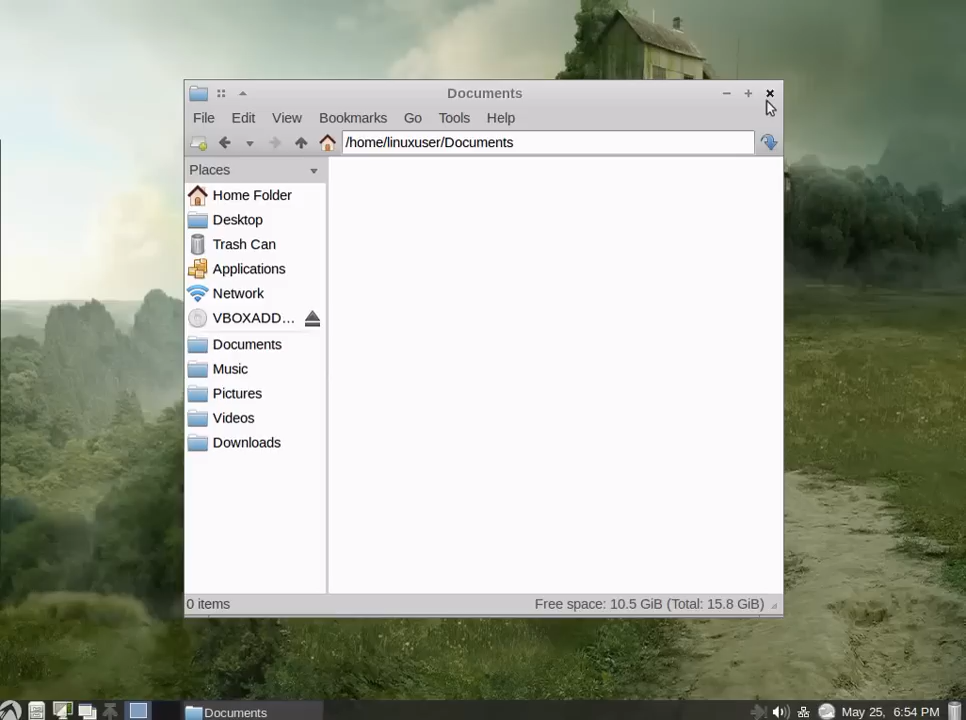 Documents
File Edit View Bookmarks Go Tools Help
/home/linuxuser/Documents
Places
Home Folder
Desktop
Trash Can
Applications
Network
VBOXADD...
Documents
Music
Pictures
Videos
Downloads
0 items Free space: 10.5 GiB (Total: 15.8 GiB)
Documents May 25, 6:54 PM